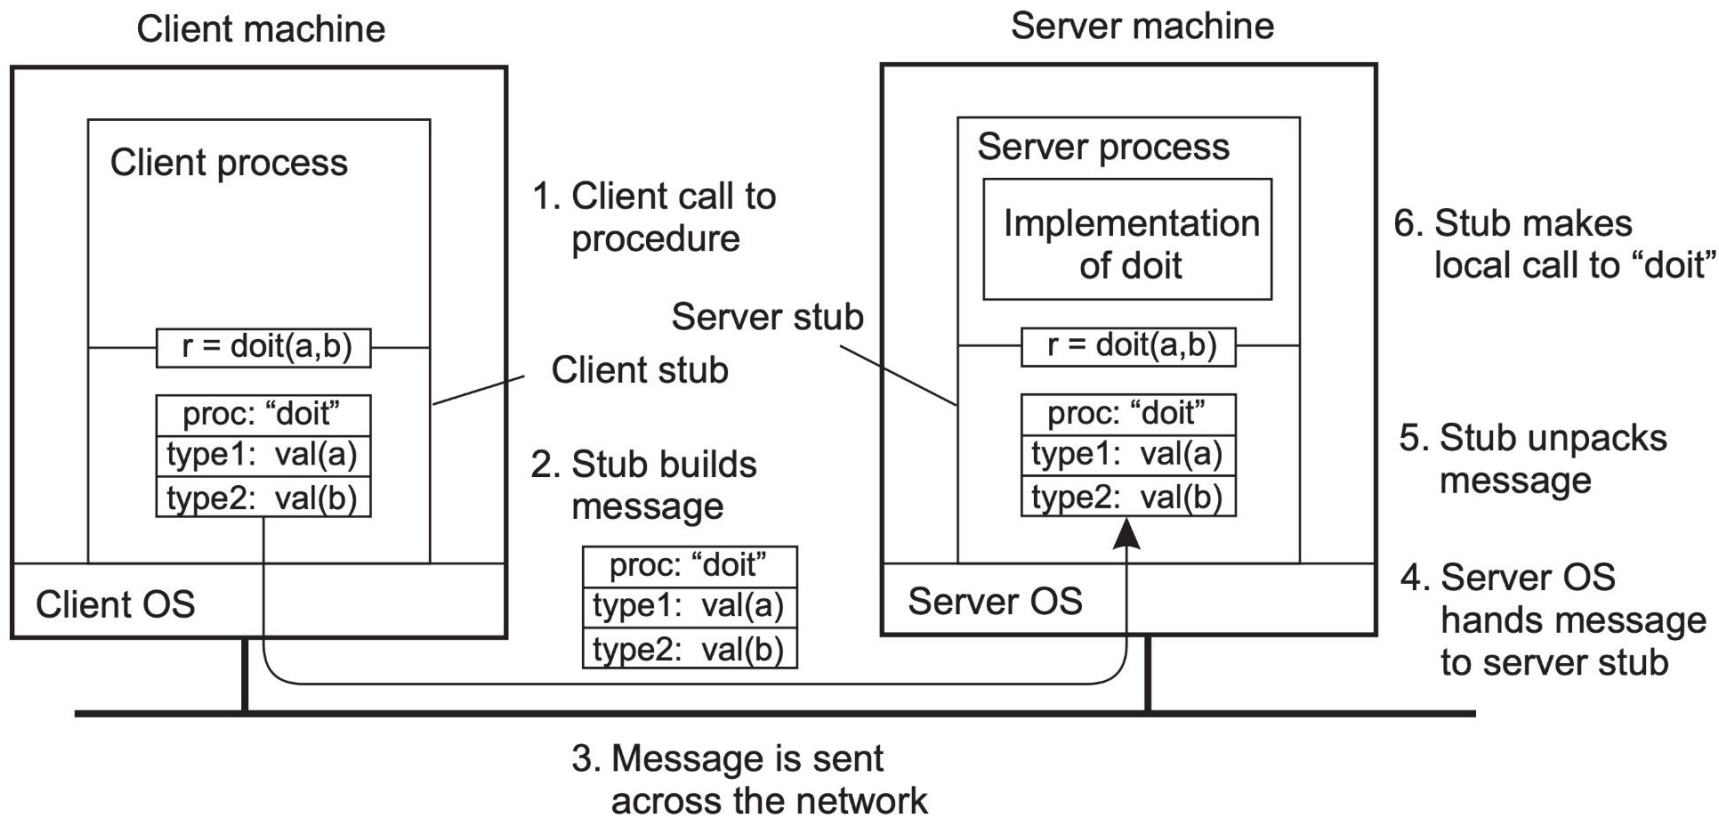 Client machine
Server machine
Client process
1. Client call to
procedure
r = doit(a,b)
Client stub
proc: “doit”
type1: val(a)
type2: val(b)
2. Stub builds
message
proc: “doit”
type1: val(a)
type2: val(b)
Client OS
3. Message is sent
across the network
Server process
Implementation
of doit
Server stub
r = doit(a,b)
proc: “doit”
type1: val(a)
type2: val(b)
Server OS
6. Stub makes
local call to “doit”
5. Stub unpacks
message
4. Server OS
hands message
to server stub